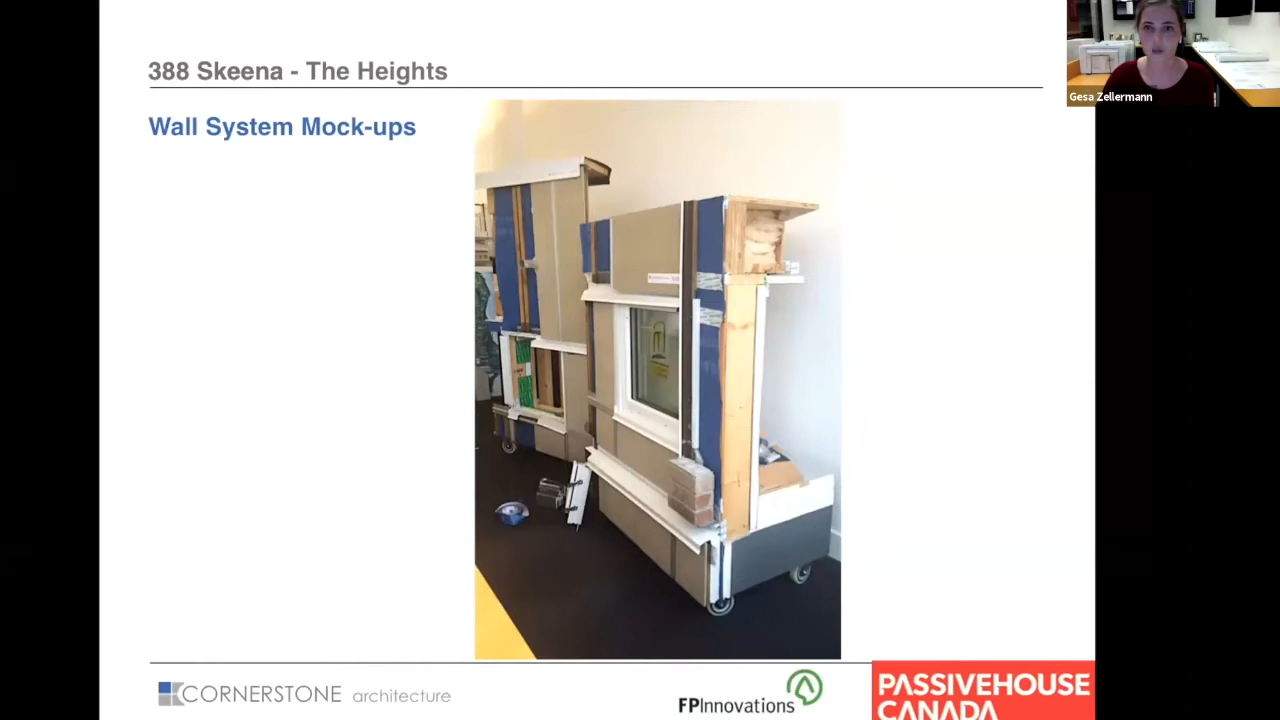 388 Skeena - The Heights
Gesa Zellermann
Wall System Mock-ups
CORNERSTONE architecture
FPInnovations
PASSIVEHOUSE
CANADA